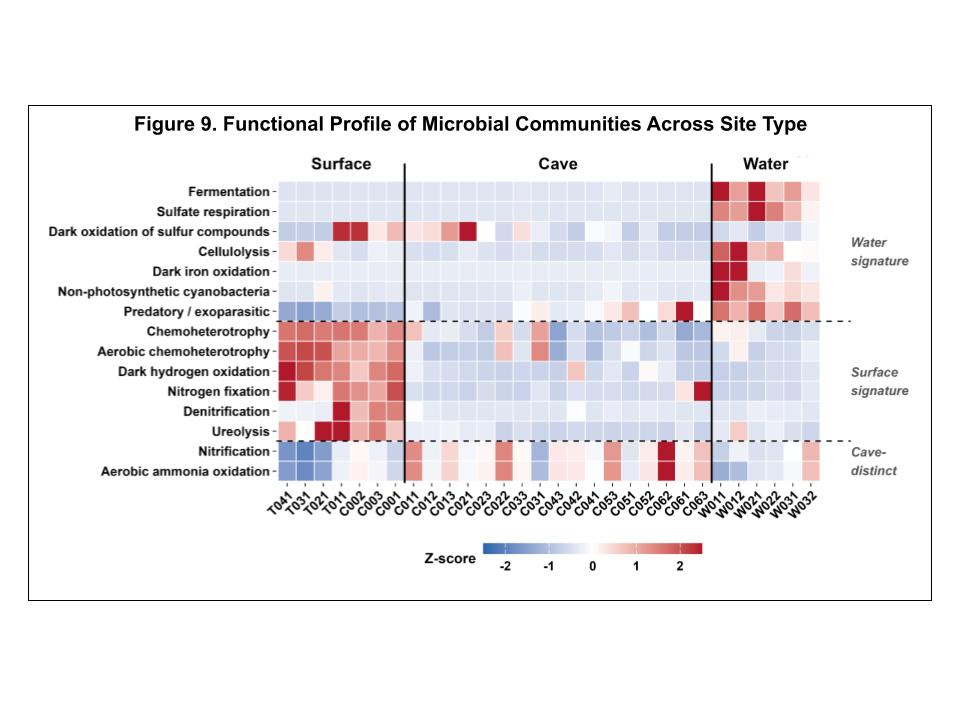 Figure 9. Functional Profile of Microbial Communities Across Site Type
Surface Cave Water
Fermentation
Sulfate respiration
Dark oxidation of sulfur compounds
Cellulolysis
Dark iron oxidation
Non-photosynthetic cyanobacteria
Predatory / exoparasitic
Water
signature
Chemoheterotrophy
Aerobic chemoheterotrophy
Dark hydrogen oxidation
Nitrogen fixation
Denitrification
Ureolysis
Surface
signature
Nitrification
Aerobic ammonia oxidation
Cave-
distinct
T041 T031 T021 T011 C002 C003 C001 C011 C012 C013 C021 C023 C022 C033 C031 C043 C042 C041 C053 C051 C052 C062 C061 C063 W011 W012 W021 W022 W031 W032
Z-score
-2 -1 0 1 2